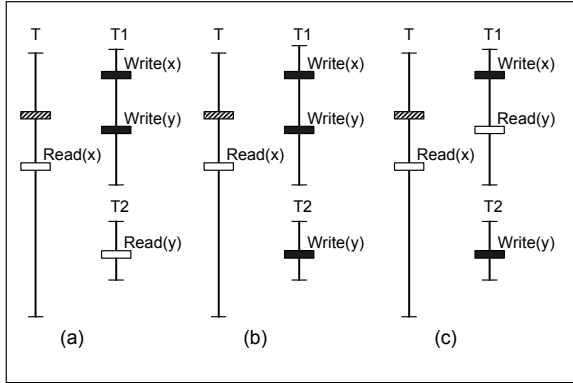 T T1 T T1 T T1
Write(x) Write(x) Write(x)
Write(y) Write(y) Read(y)
Read(x) Read(x) Read(x)
T2 T2 T2
Read(y) Write(y) Write(y)
(a) (b) (c)